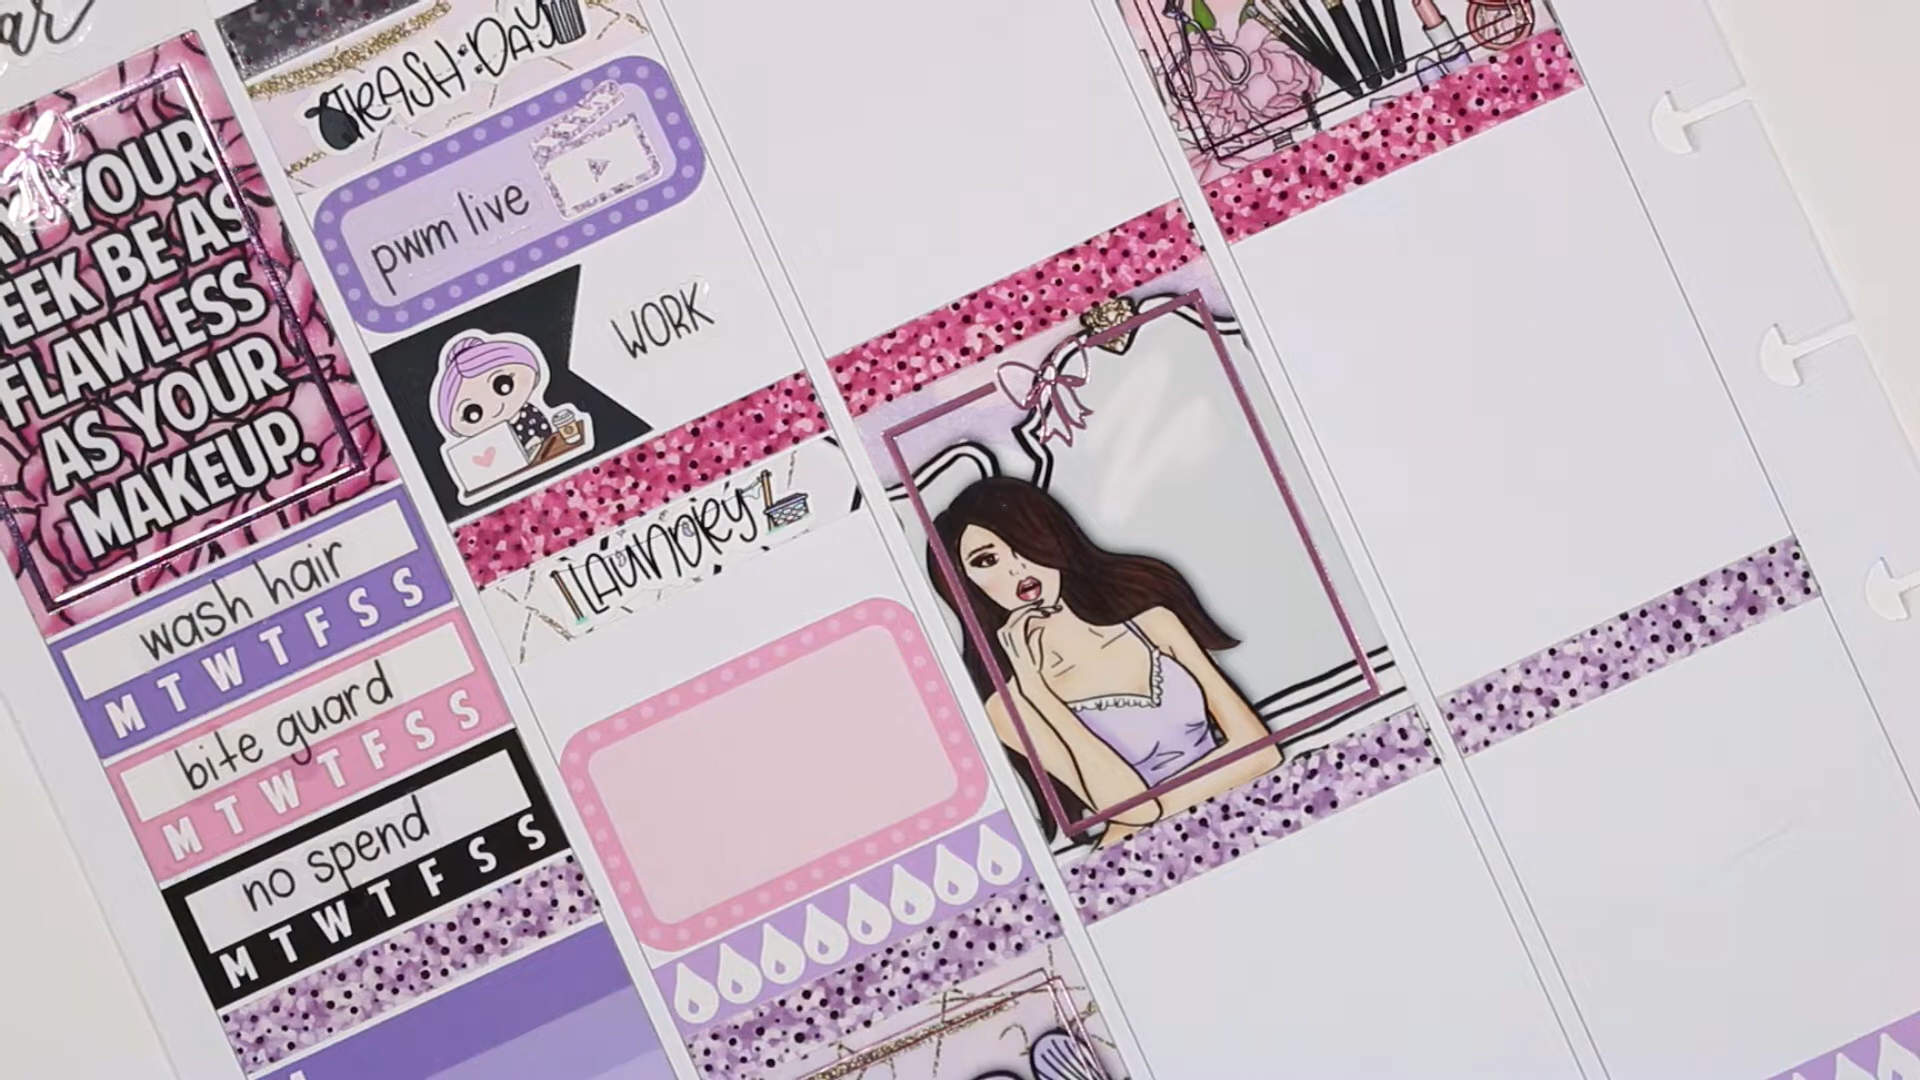 YOUR
BE AS
FLAWLESS
AS YOUR
MAKEUP.
wash hair
M T W T F S S
bite guard
M T W T F S S
no spend
M T W T F S S
TRASH DAY
pwm live
WORK
LAUNDRY